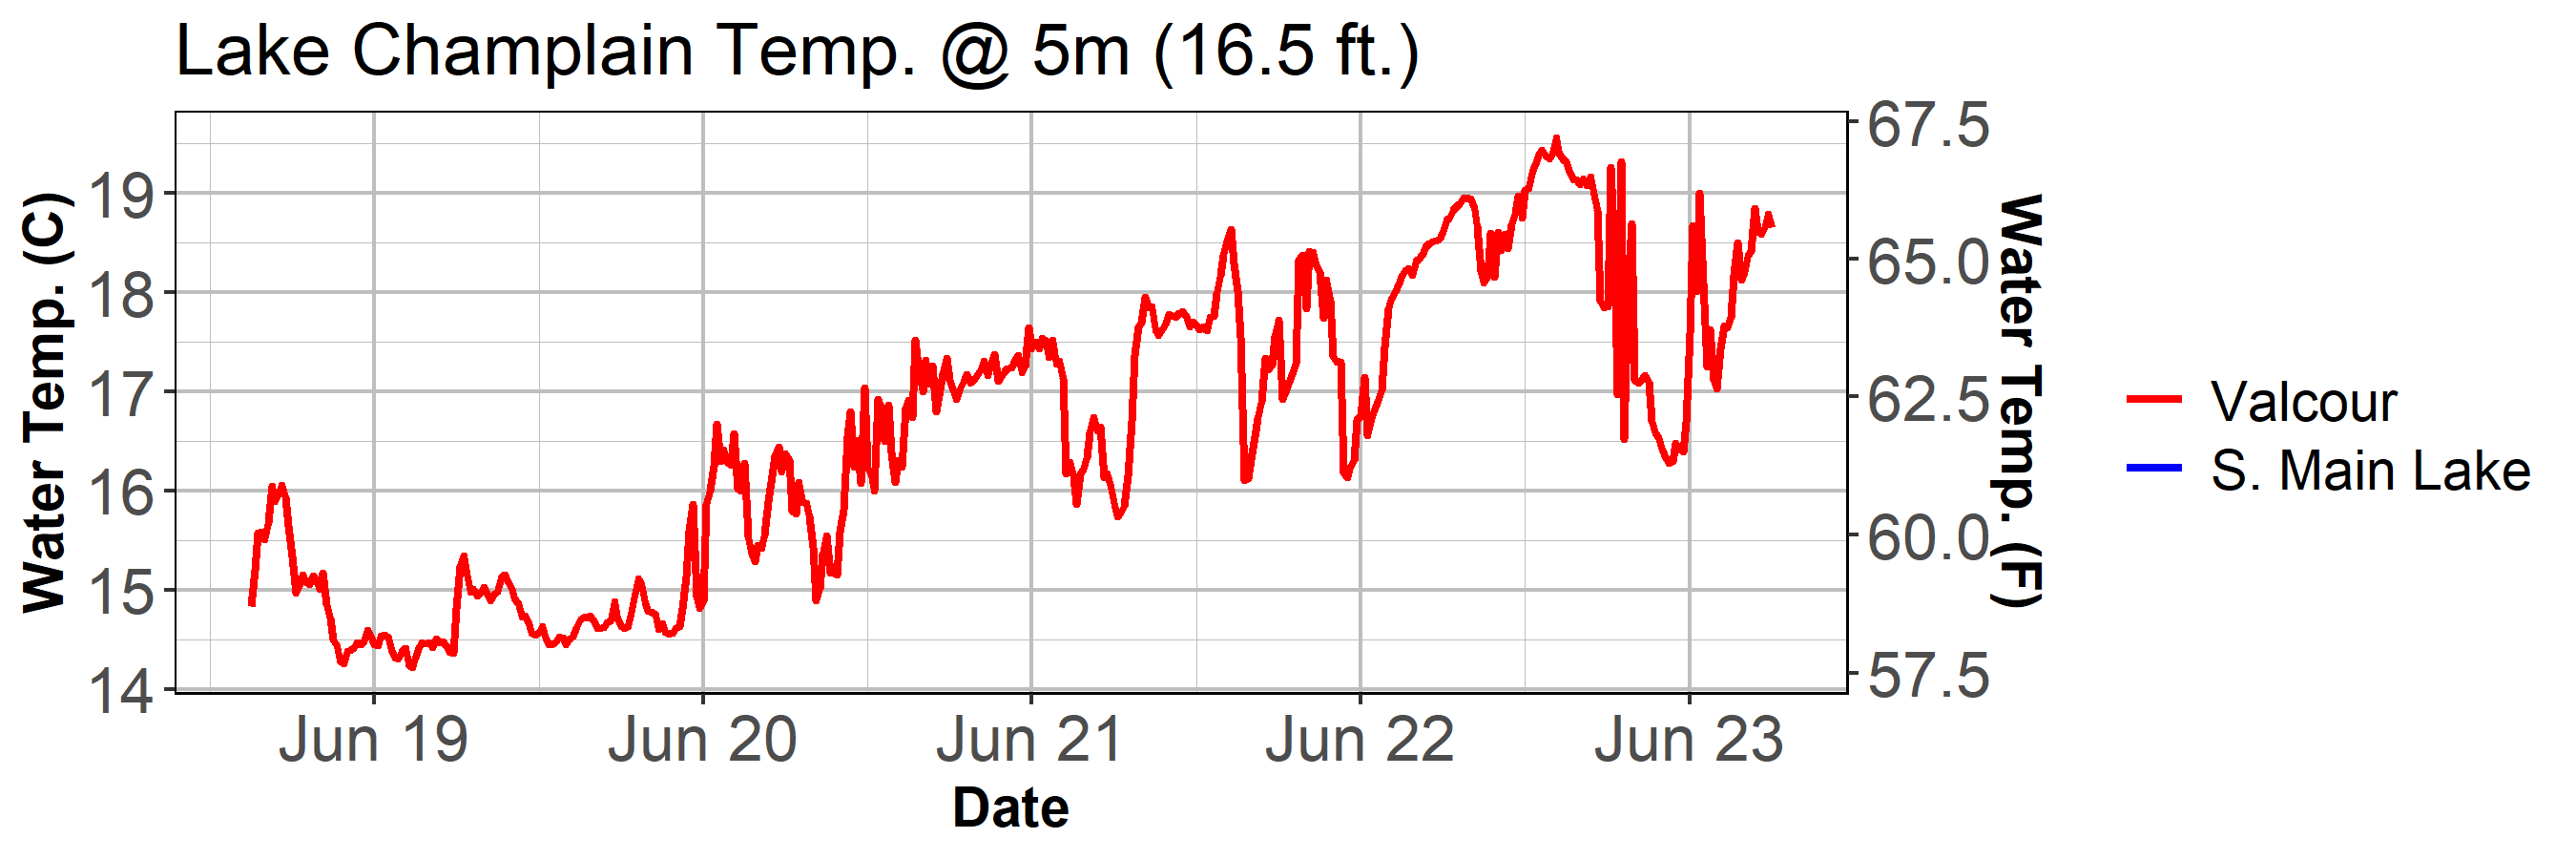 Lake Champlain Temp. @ 5m (16.5 ft.)
Water Temp. (C)
19
18
17
16
15
14
67.5
65.0
62.5
60.0
57.5
Water Temp. (F)
Jun 19
Jun 20
Jun 21
Jun 22
Jun 23
Date
Valcour
S. Main Lake